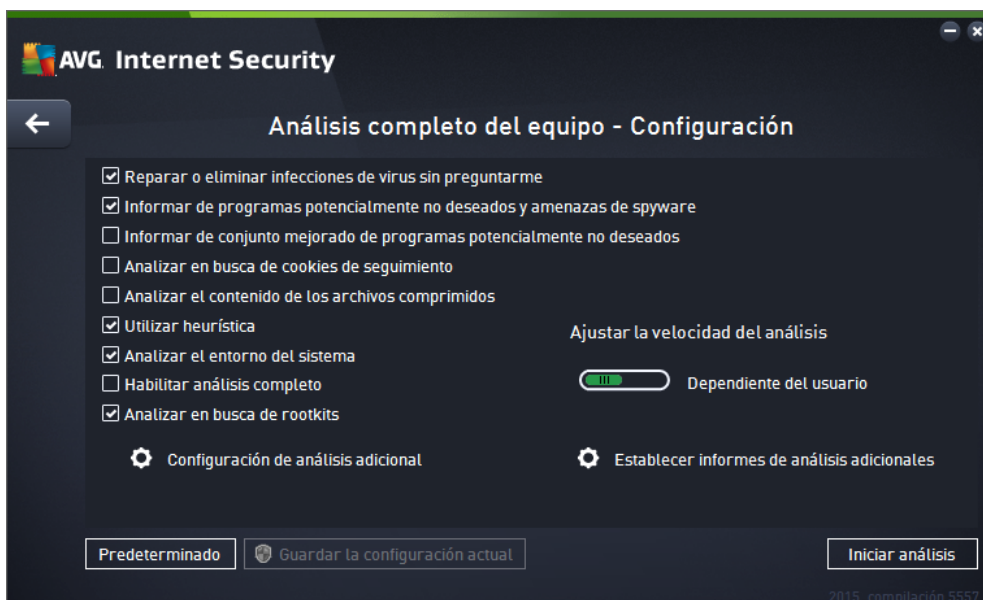 AVG. Internet Security
Análisis completo del equipo - Configuración
Reparar o eliminar infecciones de virus sin preguntarme
Informar de programas potencialmente no deseados y amenazas de spyware
Informar de conjunto mejorado de programas potencialmente no deseados
Analizar en busca de cookies de seguimiento
Analizar el contenido de los archivos comprimidos
Utilizar heurística
Ajustar la velocidad del análisis
Analizar el entorno del sistema
Habilitar análisis completo
Dependiente del usuario
Analizar en busca de rootkits
Configuración de análisis adicional
Establecer informes de análisis adicionales
Predeterminado
Guardar la configuración actual
Iniciar análisis
2015, compilación 5557